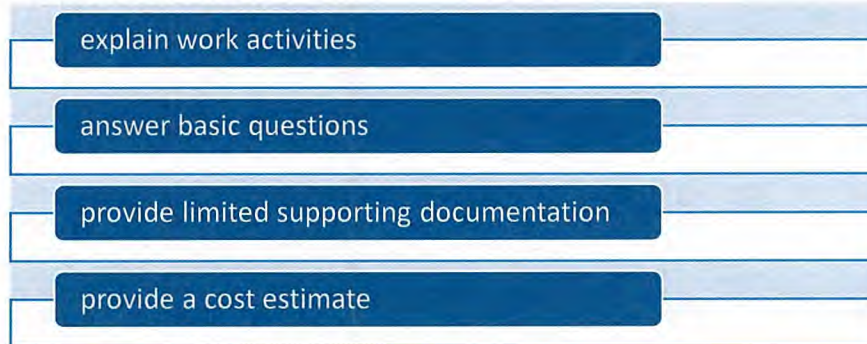 explain work activities
answer basic questions
provide limited supporting documentation
provide a cost estimate